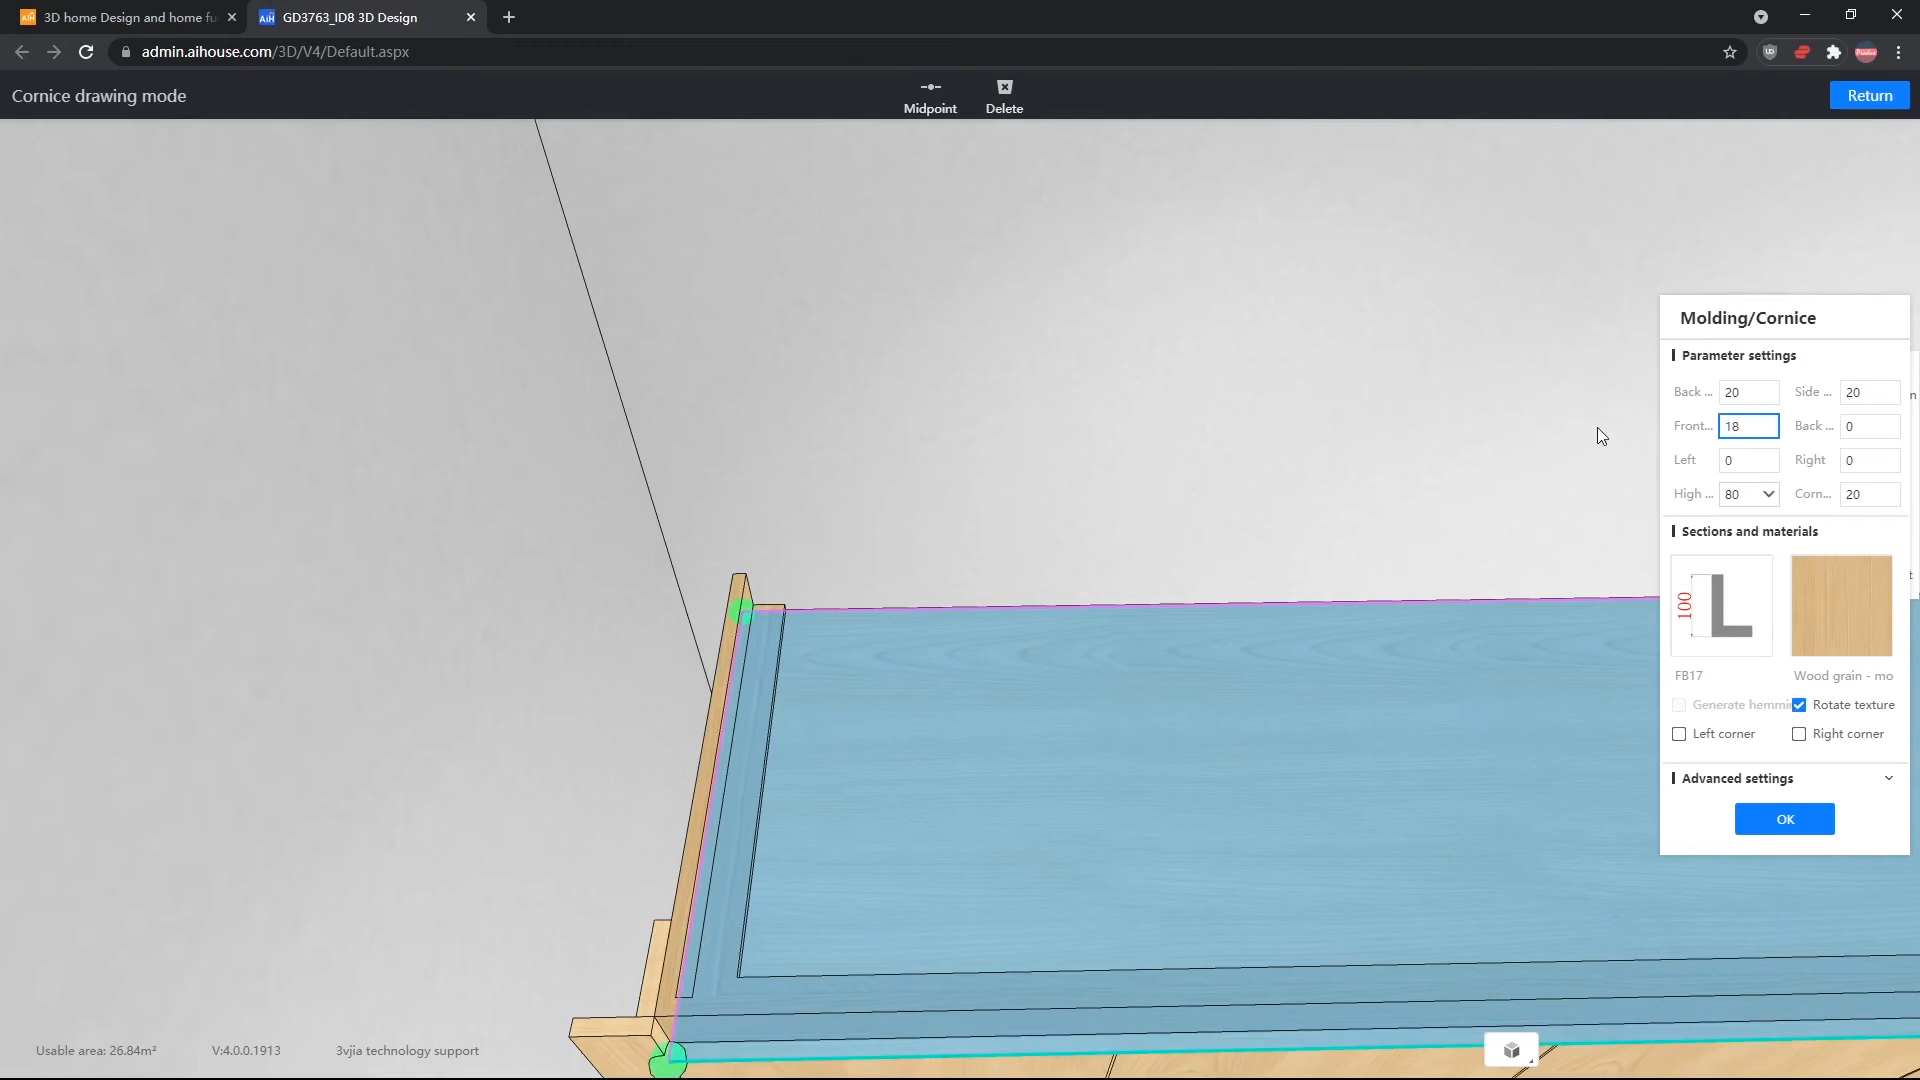 3D home Design and home fu
GD3763_ID8 3D Design
admin.aihouse.com/3D/V4/Default.aspx
Cornice drawing mode
Midpoint
Delete
Return
Molding/Cornice
Parameter settings
Back ... 20 Side ... 20
Front... 18 Back ... 0
Left 0 Right 0
High ... 80 Corn... 20
Sections and materials
100
FB17 Wood grain - mo
Generate hemmin Rotate texture
Left corner Right corner
Advanced settings
OK
Usable area: 26.84m² V:4.0.0.1913 3vjia technology support